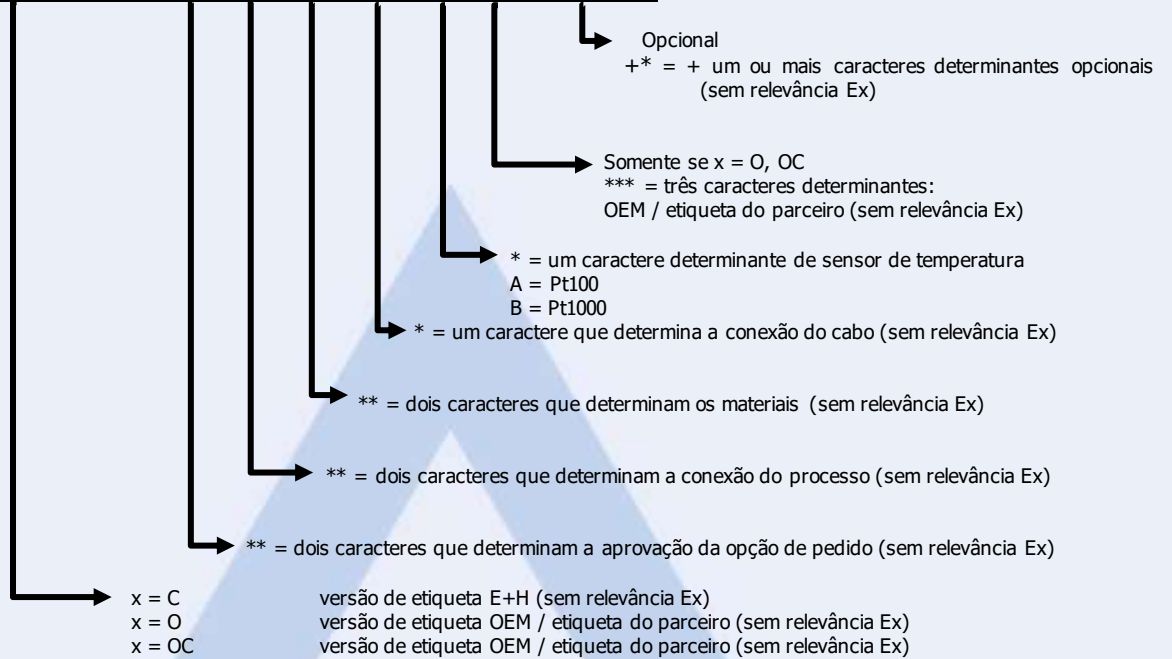 Opcional
+* = + um ou mais caracteres determinantes opcionais
(sem relevância Ex)
Somente se x = O, OC
*** = três caracteres determinantes:
OEM / etiqueta do parceiro (sem relevância Ex)
* = um caractere determinante de sensor de temperatura
A = Pt100
B = Pt1000
* = um caractere que determina a conexão do cabo (sem relevância Ex)
** = dois caracteres que determinam os materiais (sem relevância Ex)
** = dois caracteres que determinam a conexão do processo (sem relevância Ex)
** = dois caracteres que determinam a aprovação da opção de pedido (sem relevância Ex)
x = C versão de etiqueta E+H (sem relevância Ex)
x = O versão de etiqueta OEM / etiqueta do parceiro (sem relevância Ex)
x = OC versão de etiqueta OEM / etiqueta do parceiro (sem relevância Ex)